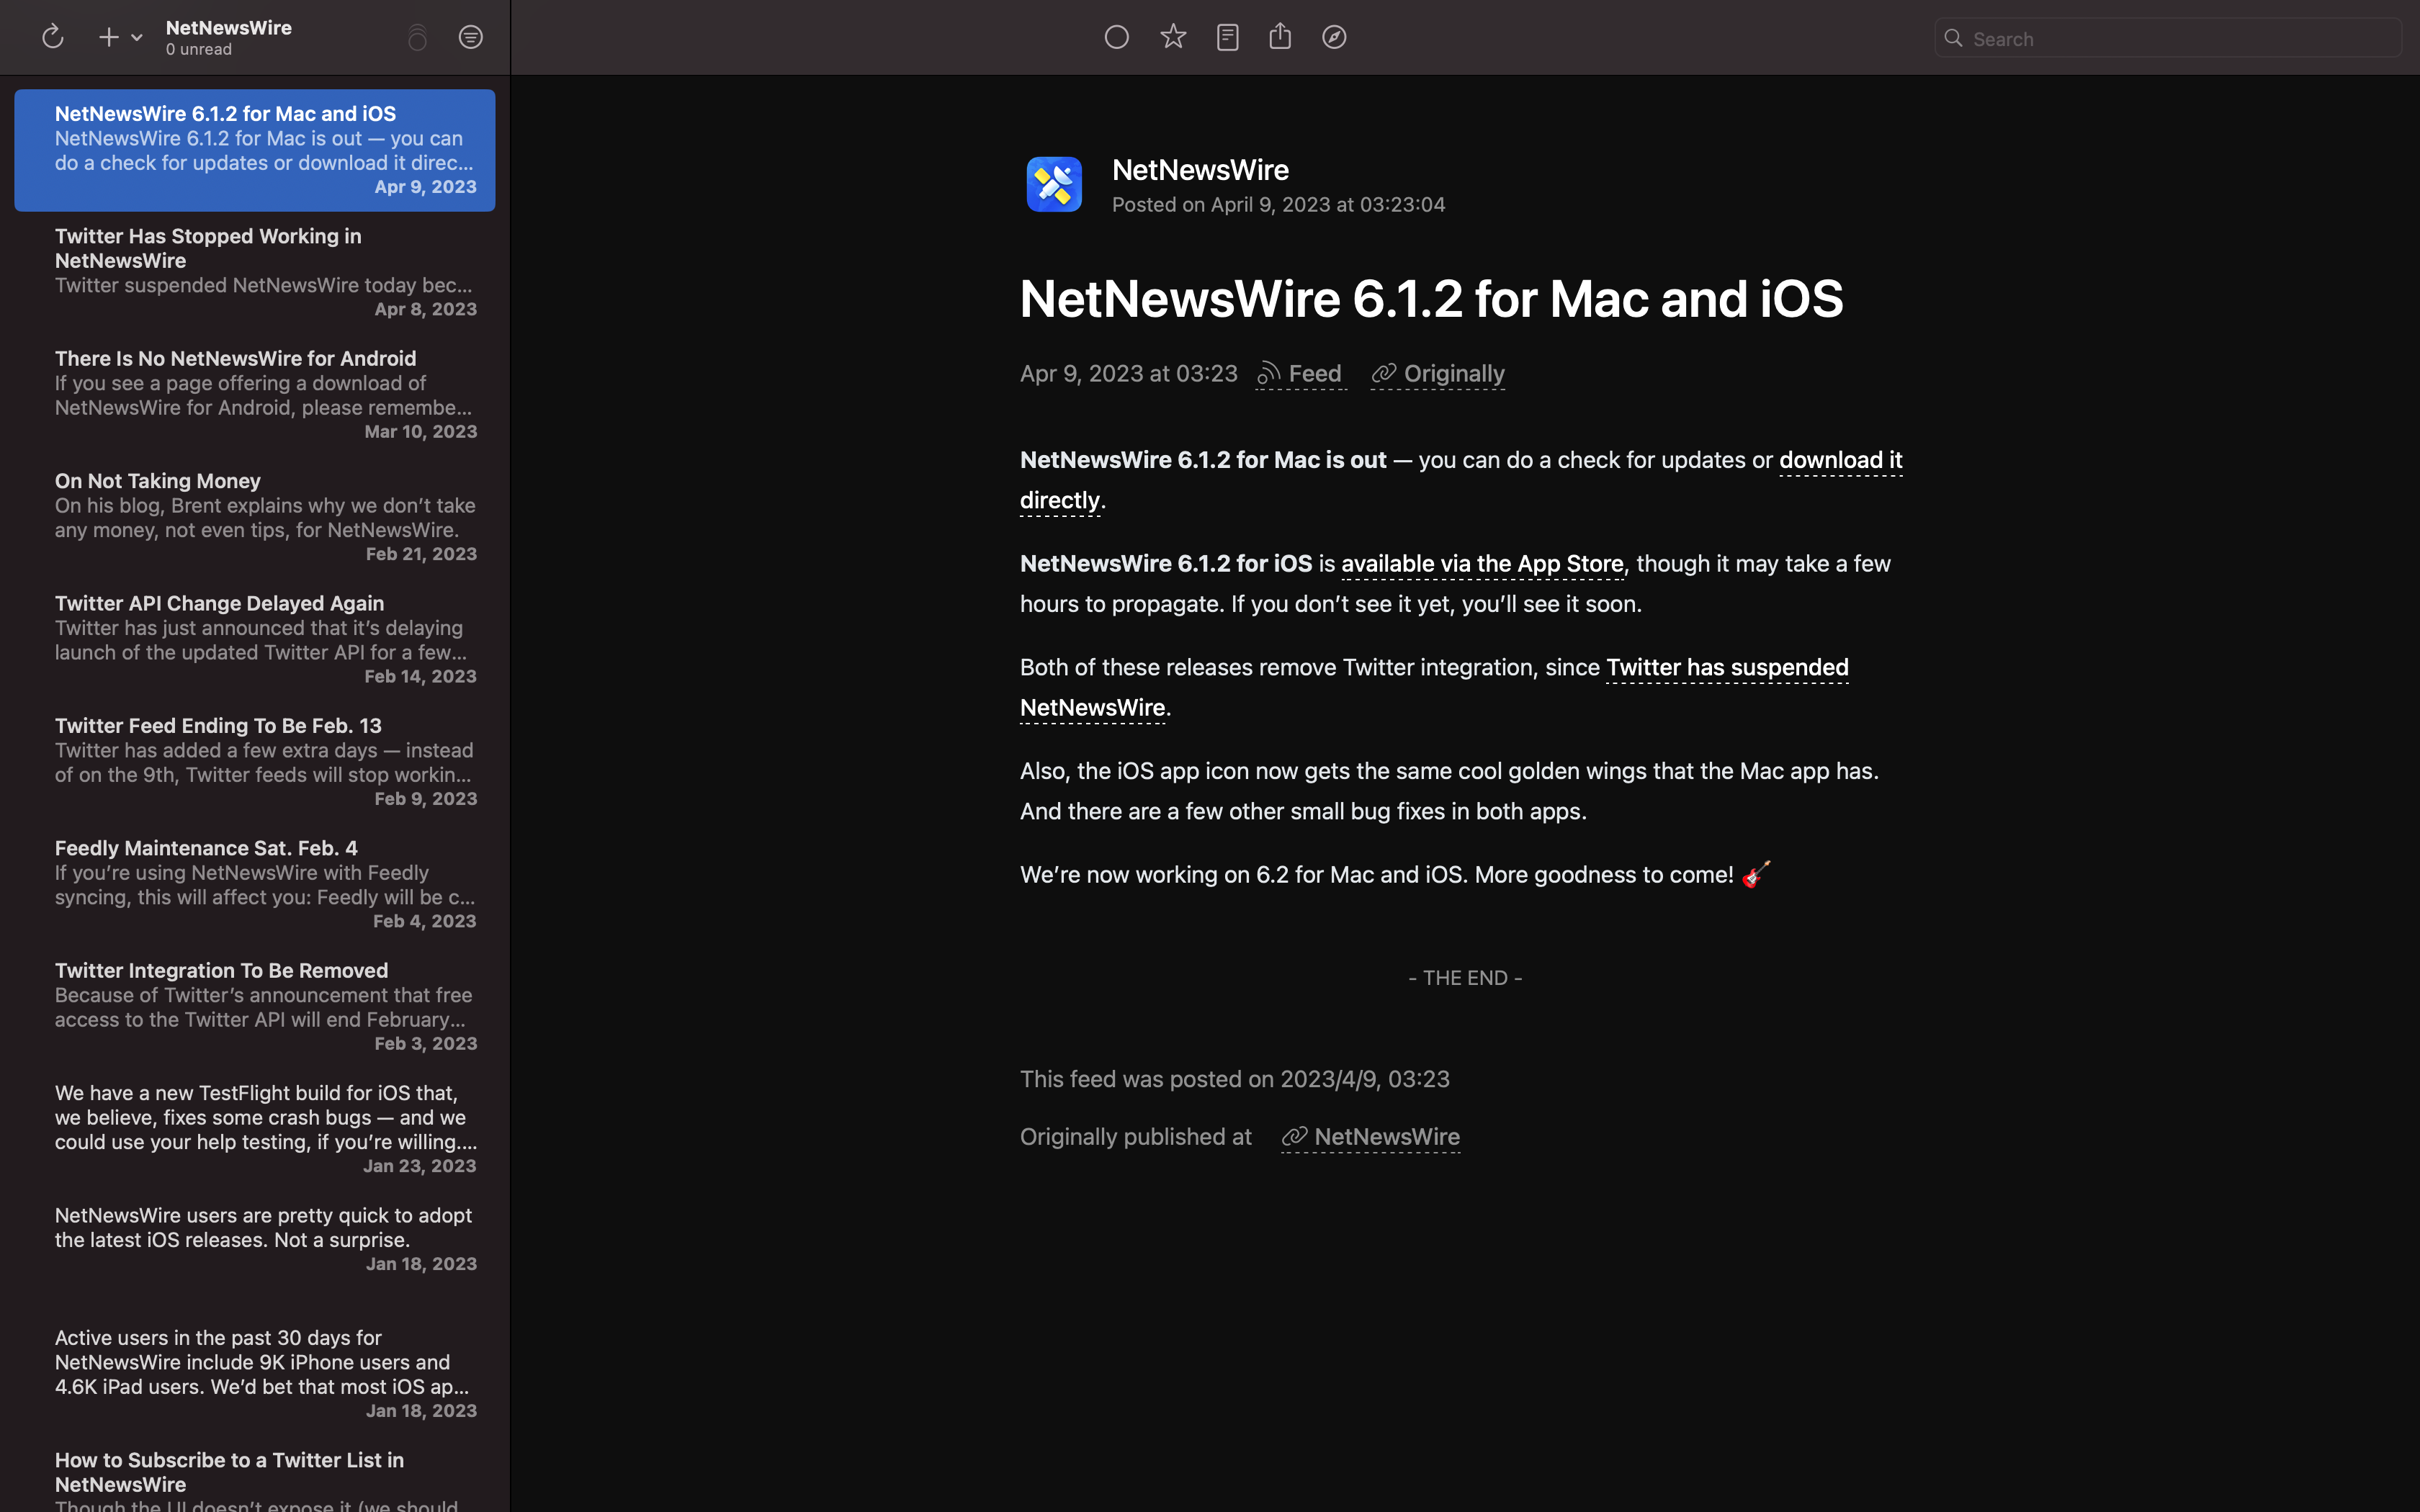 NetNewsWire
0 unread
Search
NetNewsWire 6.1.2 for Mac and iOS
NetNewsWire 6.1.2 for Mac is out — you can
do a check for updates or download it direc...
Apr 9, 2023
Twitter Has Stopped Working in
NetNewsWire
Twitter suspended NetNewsWire today bec...
Apr 8, 2023
There Is No NetNewsWire for Android
If you see a page offering a download of
NetNewsWire for Android, please remembe...
Mar 10, 2023
On Not Taking Money
On his blog, Brent explains why we don’t take
any money, not even tips, for NetNewsWire.
Feb 21, 2023
Twitter API Change Delayed Again
Twitter has just announced that it’s delaying
launch of the updated Twitter API for a few...
Feb 14, 2023
Twitter Feed Ending To Be Feb. 13
Twitter has added a few extra days — instead
of on the 9th, Twitter feeds will stop workin...
Feb 9, 2023
Feedly Maintenance Sat. Feb. 4
If you’re using NetNewsWire with Feedly
syncing, this will affect you: Feedly will be c...
Feb 4, 2023
Twitter Integration To Be Removed
Because of Twitter’s announcement that free
access to the Twitter API will end February...
Feb 3, 2023
We have a new TestFlight build for iOS that,
we believe, fixes some crash bugs — and we
could use your help testing, if you’re willing....
Jan 23, 2023
NetNewsWire users are pretty quick to adopt
the latest iOS releases. Not a surprise.
Jan 18, 2023
Active users in the past 30 days for
NetNewsWire include 9K iPhone users and
4.6K iPad users. We’d bet that most iOS ap...
Jan 18, 2023
How to Subscribe to a Twitter List in
NetNewsWire
Though the UI doesn’t expose it (we should
NetNewsWire
Posted on April 9, 2023 at 03:23:04
NetNewsWire 6.1.2 for Mac and iOS
Apr 9, 2023 at 03:23 Feed Originally
NetNewsWire 6.1.2 for Mac is out — you can do a check for updates or download it
directly.
NetNewsWire 6.1.2 for iOS is available via the App Store, though it may take a few
hours to propagate. If you don’t see it yet, you’ll see it soon.
Both of these releases remove Twitter integration, since Twitter has suspended
NetNewsWire.
Also, the iOS app icon now gets the same cool golden wings that the Mac app has.
And there are a few other small bug fixes in both apps.
We’re now working on 6.2 for Mac and iOS. More goodness to come! 🎸
- THE END -
This feed was posted on 2023/4/9, 03:23
Originally published at NetNewsWire